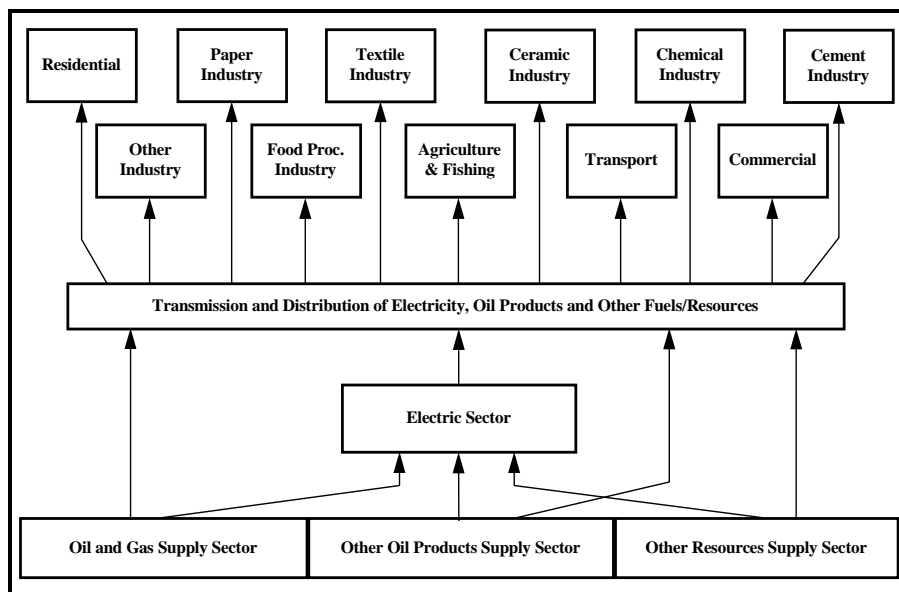 Residential
Paper
Industry
Textile
Industry
Ceramic
Industry
Chemical
Industry
Cement
Industry
Other
Industry
Food Proc.
Industry
Agriculture
& Fishing
Transport
Commercial
Transmission and Distribution of Electricity, Oil Products and Other Fuels/Resources
Electric Sector
Oil and Gas Supply Sector
Other Oil Products Supply Sector
Other Resources Supply Sector